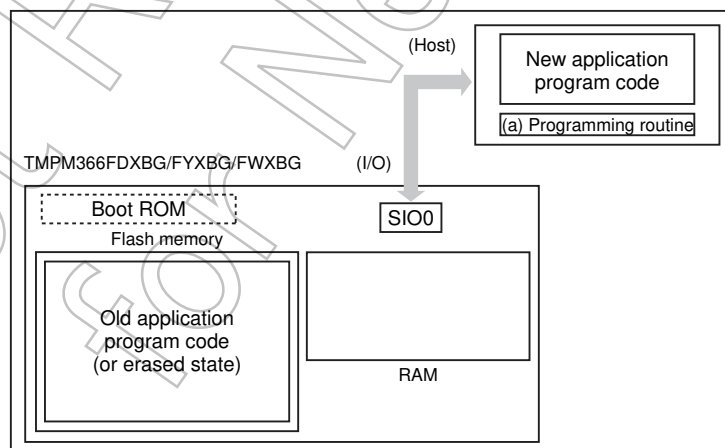 (Host)
New application
program code
(a) Programming routine
TMPM366FDXBG/FYXBG/FWXBG
(I/O)
Boot ROM
SIO0
Flash memory
Old application
program code
(or erased state)
RAM